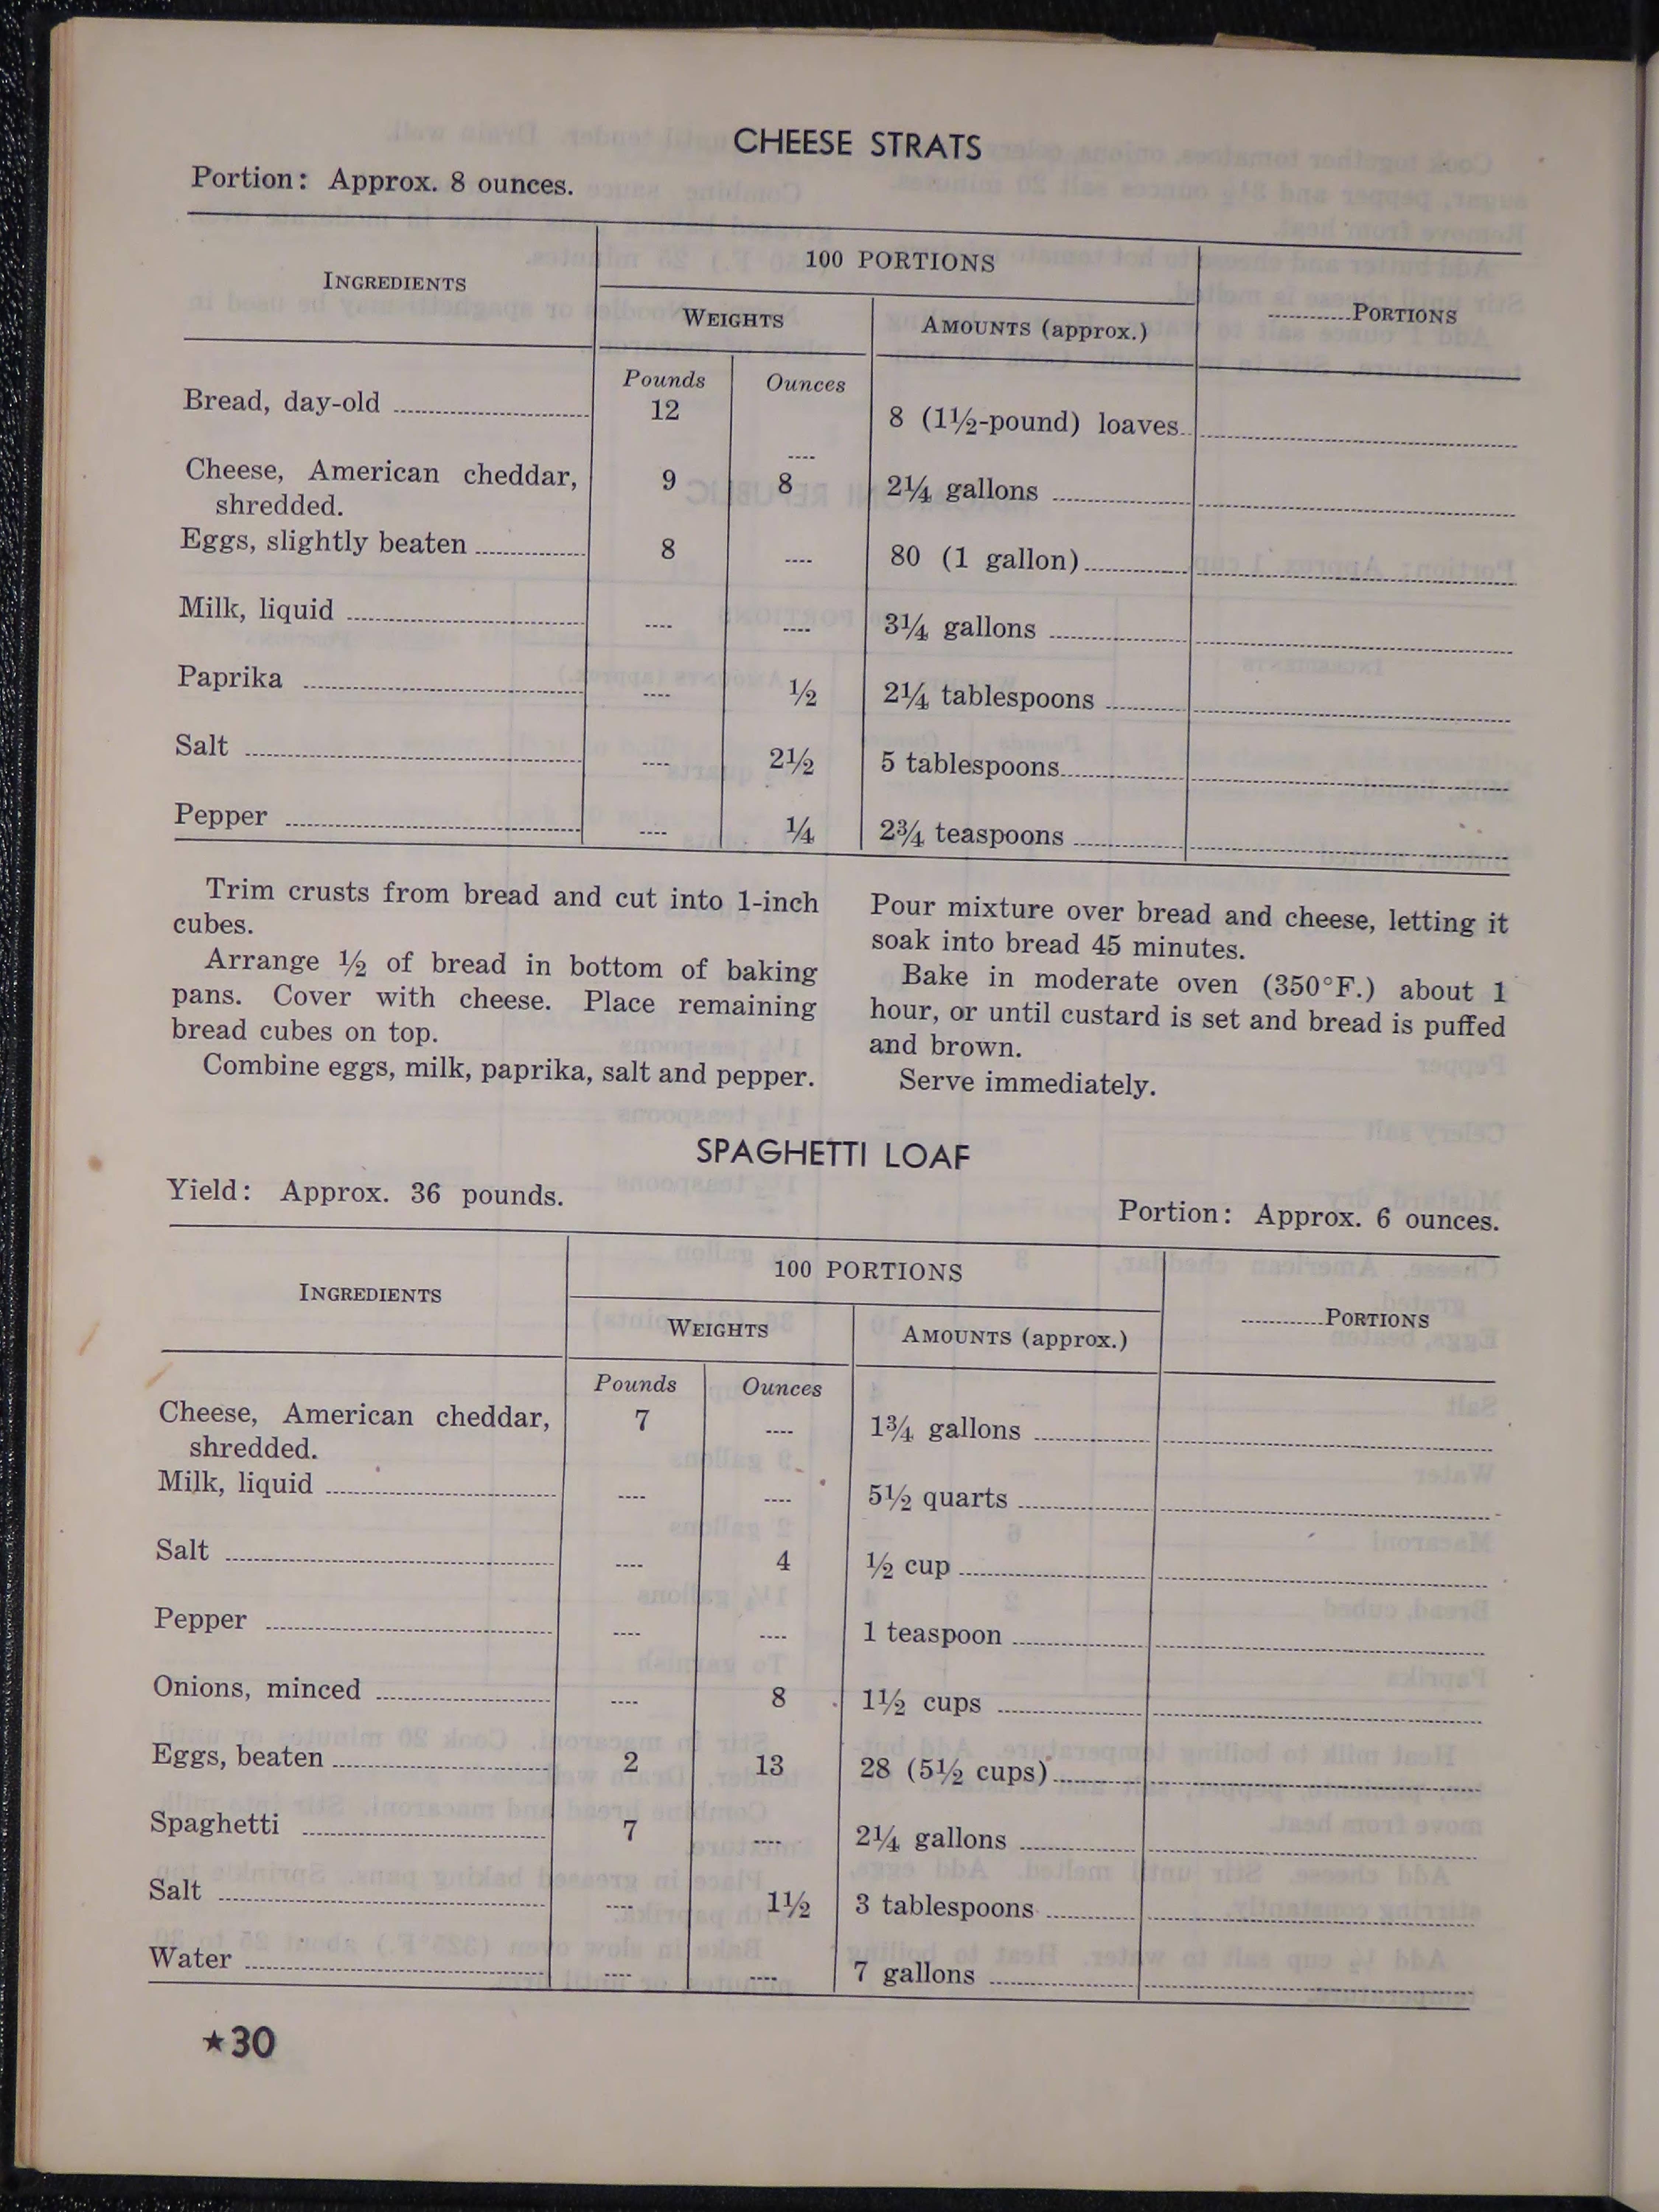 CHEESE STRATS
Portion: Approx. 8 ounces.
INGREDIENTS
100 PORTIONS
............PORTIONS
WEIGHTS
AMOUNTS (approx.)
Pounds
Ounces
Bread, day-old 12 .... 8 (1½-pound) loaves
Cheese, American cheddar, 9 8 2¼ gallons
shredded.
Eggs, slightly beaten 8 .... 80 (1 gallon)
Milk, liquid .... .... 3¼ gallons
Paprika .... ½ 2¼ tablespoons
Salt .... 2½ 5 tablespoons
Pepper .... ¼ 2¾ teaspoons
Trim crusts from bread and cut into 1-inch
cubes.
Arrange ½ of bread in bottom of baking
pans. Cover with cheese. Place remaining
bread cubes on top.
Combine eggs, milk, paprika, salt and pepper.
Pour mixture over bread and cheese, letting it
soak into bread 45 minutes.
Bake in moderate oven (350°F.) about 1
hour, or until custard is set and bread is puffed
and brown.
Serve immediately.
SPAGHETTI LOAF
Yield: Approx. 36 pounds.
Portion: Approx. 6 ounces.
INGREDIENTS
100 PORTIONS
............PORTIONS
WEIGHTS
AMOUNTS (approx.)
Pounds
Ounces
Cheese, American cheddar, 7 .... 1¾ gallons
shredded.
Milk, liquid .... .... 5½ quarts
Salt .... 4 ½ cup
Pepper .... .... 1 teaspoon
Onions, minced .... 8 1½ cups
Eggs, beaten 2 13 28 (5½ cups)
Spaghetti 7 .... 2¼ gallons
Salt .... 1½ 3 tablespoons
Water .... .... 7 gallons
★30